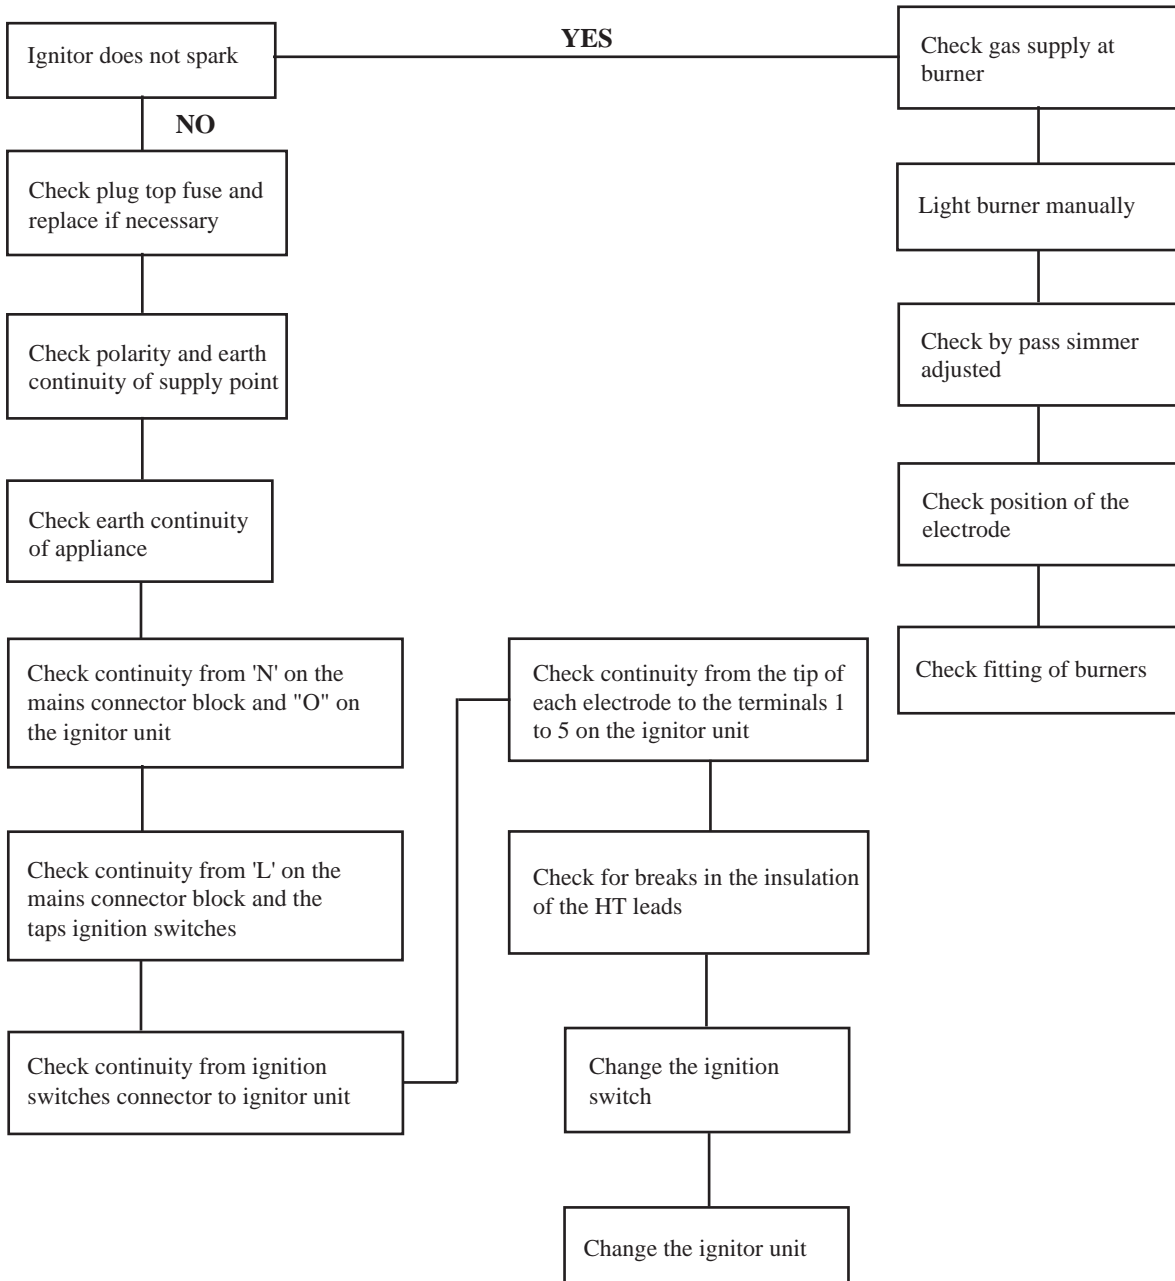 Ignitor does not spark
YES
Check gas supply at
burner
NO
Check plug top fuse and
replace if necessary
Light burner manually
Check polarity and earth
continuity of supply point
Check by pass simmer
adjusted
Check earth continuity
of appliance
Check position of the
electrode
Check continuity from 'N' on the
mains connector block and "O" on
the ignitor unit
Check continuity from the tip of
each electrode to the terminals 1
to 5 on the ignitor unit
Check fitting of burners
Check continuity from 'L' on the
mains connector block and the
taps ignition switches
Check for breaks in the insulation
of the HT leads
Check continuity from ignition
switches connector to ignitor unit
Change the ignition
switch
Change the ignitor unit